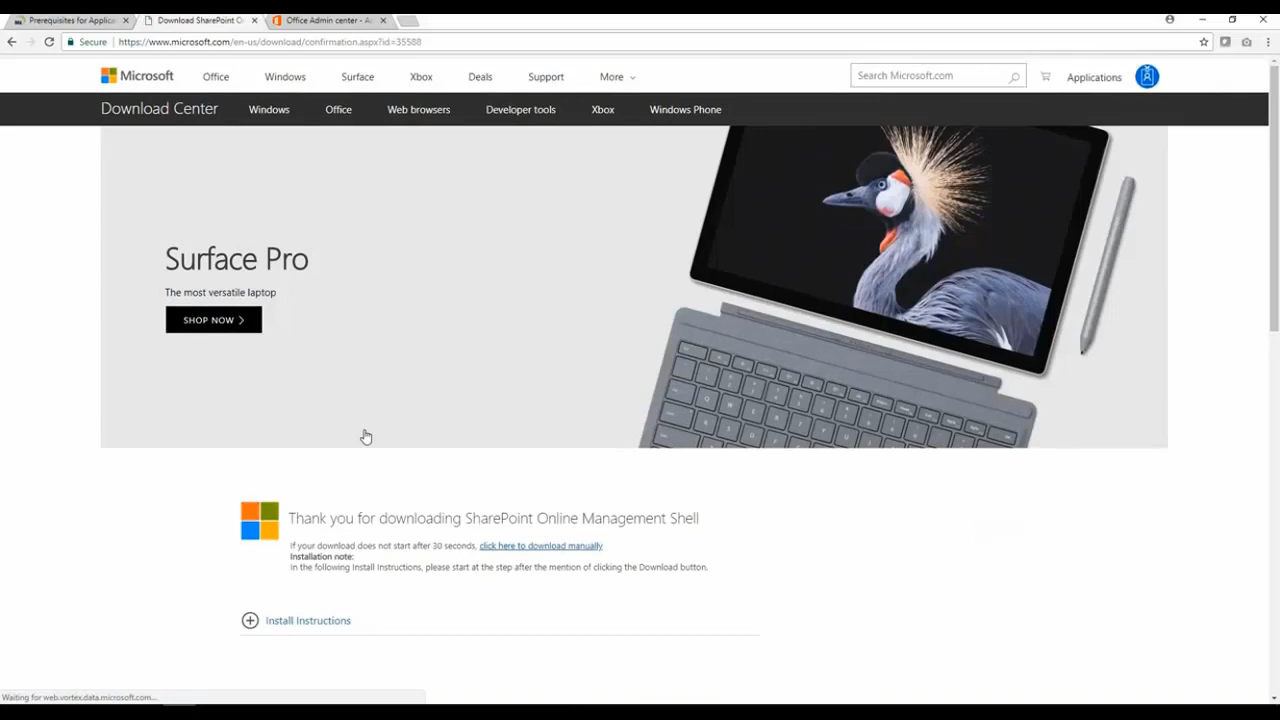 Prerequisites for Applica
Download SharePoint O
Office Admin center - A
Secure
https://www.microsoft.com/en-us/download/confirmation.aspx?id=35588
Microsoft
Office
Windows
Surface
Xbox
Deals
Support
More
Search Microsoft.com
Applications
Download Center
Windows
Office
Web browsers
Developer tools
Xbox
Windows Phone
Surface Pro
The most versatile laptop
SHOP NOW
Thank you for downloading SharePoint Online Management Shell
If your download does not start after 30 seconds, click here to download manually
Installation note:
In the following Install Instructions, please start at the step after the mention of clicking the Download button.
Install Instructions
Waiting for web.vortex.data.microsoft.com...